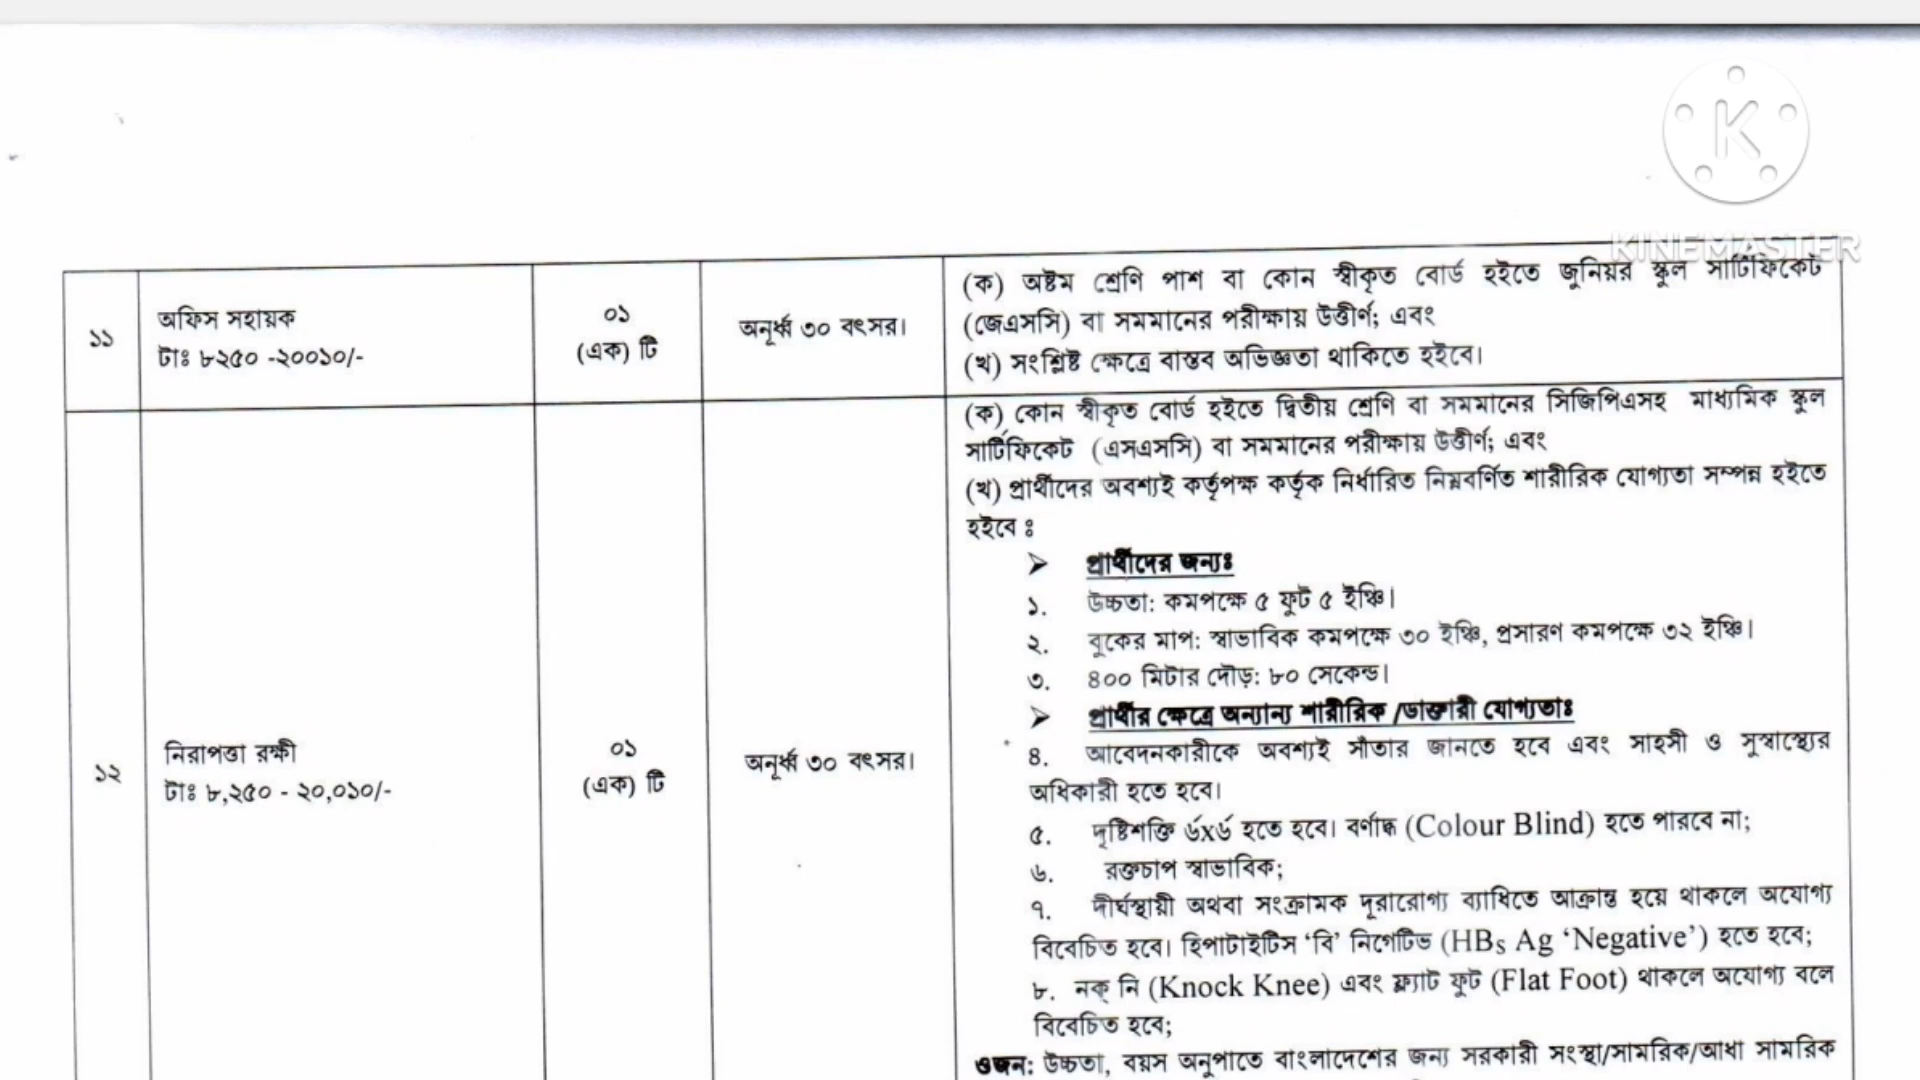 K
KINEMASTER
১১
অফিস সহায়ক
টাঃ ৮২৫০ -২০০১০/-
০১
(এক) টি
অনূর্ধ্ব ৩০ বৎসর।
(ক) অষ্টম শ্রেণি পাশ বা কোন স্বীকৃত বোর্ড হইতে জুনিয়র স্কুল সার্টিফিকেট
(জেএসসি) বা সমমানের পরীক্ষায় উত্তীর্ণ; এবং
(খ) সংশ্লিষ্ট ক্ষেত্রে বাস্তব অভিজ্ঞতা থাকিতে হইবে।
১২
নিরাপত্তা রক্ষী
টাঃ ৮,২৫০ - ২০,০১০/-
০১
(এক) টি
অনূর্ধ্ব ৩০ বৎসর।
(ক) কোন স্বীকৃত বোর্ড হইতে দ্বিতীয় শ্রেণি বা সমমানের সিজিপিএসহ মাধ্যমিক স্কুল
সার্টিফিকেট (এসএসসি) বা সমমানের পরীক্ষায় উত্তীর্ণ; এবং
(খ) প্রার্থীদের অবশ্যই কর্তৃপক্ষ কর্তৃক নির্ধারিত নিম্নবর্ণিত শারীরিক যোগ্যতা সম্পন্ন হইতে
হইবে ঃ
➢ প্রার্থীদের জন্যঃ
১. উচ্চতা: কমপক্ষে ৫ ফুট ৫ ইঞ্চি।
২. বুকের মাপ: স্বাভাবিক কমপক্ষে ৩০ ইঞ্চি, প্রসারণ কমপক্ষে ৩২ ইঞ্চি।
৩. ৪০০ মিটার দৌড়: ৮০ সেকেন্ড।
➢ প্রার্থীর ক্ষেত্রে অন্যান্য শারীরিক /ডাক্তারী যোগ্যতাঃ
৪. আবেদনকারীকে অবশ্যই সাঁতার জানতে হবে এবং সাহসী ও সুস্বাস্থ্যের
অধিকারী হতে হবে।
৫. দৃষ্টিশক্তি ৬x৬ হতে হবে। বর্ণান্ধ (Colour Blind) হতে পারবে না;
৬. রক্তচাপ স্বাভাবিক;
৭. দীর্ঘস্থায়ী অথবা সংক্রামক দূরারোগ্য ব্যাধিতে আক্রান্ত হয়ে থাকলে অযোগ্য
বিবেচিত হবে। হিপাটাইটিস ‘বি’ নিগেটিভ (HBs Ag ‘Negative’) হতে হবে;
৮. নক্ নি (Knock Knee) এবং ফ্ল্যাট ফুট (Flat Foot) থাকলে অযোগ্য বলে
বিবেচিত হবে;
ওজন: উচ্চতা, বয়স অনুপাতে বাংলাদেশের জন্য সরকারী সংস্থা/সামরিক/আধা সামরিক